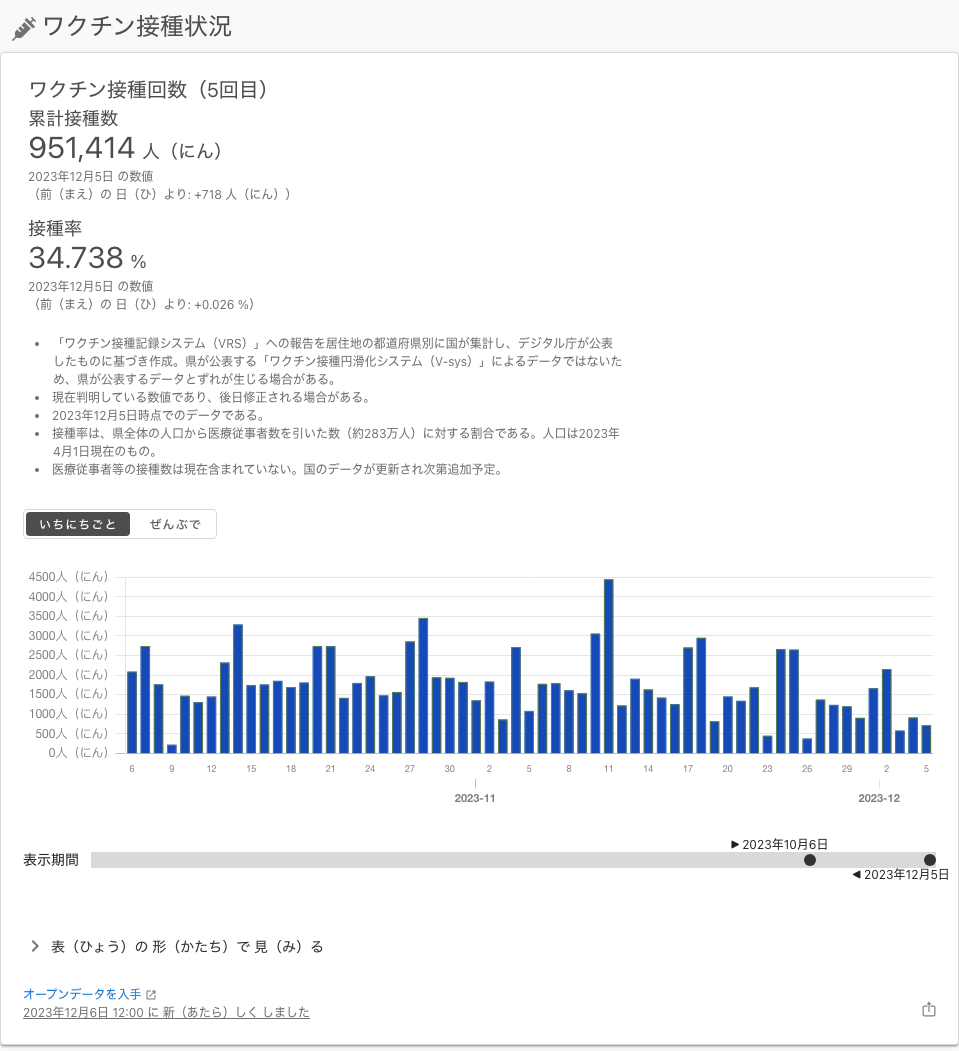 ワクチン接種状況
ワクチン接種回数（5回目）
累計接種数
951,414 人（にん）
2023年12月5日 の数値
（前（まえ）の 日（ひ）より: +718 人（にん））
接種率
34.738 %
2023年12月5日 の数値
（前（まえ）の 日（ひ）より: +0.026 %）
「ワクチン接種記録システム（VRS）」への報告を居住地の都道府県別に国が集計し、デジタル庁が公表
したものに基づき作成。県が公表する「ワクチン接種円滑化システム（V-sys）」によるデータではないた
め、県が公表するデータとずれが生じる場合がある。
現在判明している数値であり、後日修正される場合がある。
2023年12月5日時点でのデータである。
接種率は、県全体の人口から医療従事者数を引いた数（約283万人）に対する割合である。人口は2023年
4月1日現在のもの。
医療従事者等の接種数は現在含まれていない。国のデータが更新され次第追加予定。
いちにちごと ぜんぶで
4500人（にん）
4000人（にん）
3500人（にん）
3000人（にん）
2500人（にん）
2000人（にん）
1500人（にん）
1000人（にん）
500人（にん）
0人（にん）
6 9 12 15 18 21 24 27 30 2 5 8 11 14 17 20 23 26 29 2 5
2023-11 2023-12
2023年10月6日
表示期間
2023年12月5日
表（ひょう）の 形（かたち）で 見（み）る
オープンデータを入手
2023年12月6日 12:00 に 新（あたら）しく しました